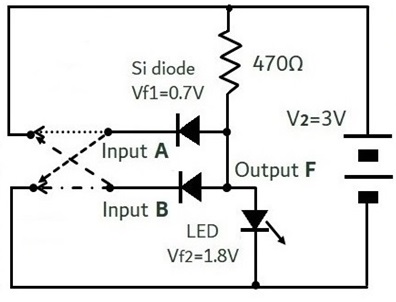 Si diode
Vf1=0.7V
470Ω
V2=3V
Input A
Output F
Input B
LED
Vf2=1.8V